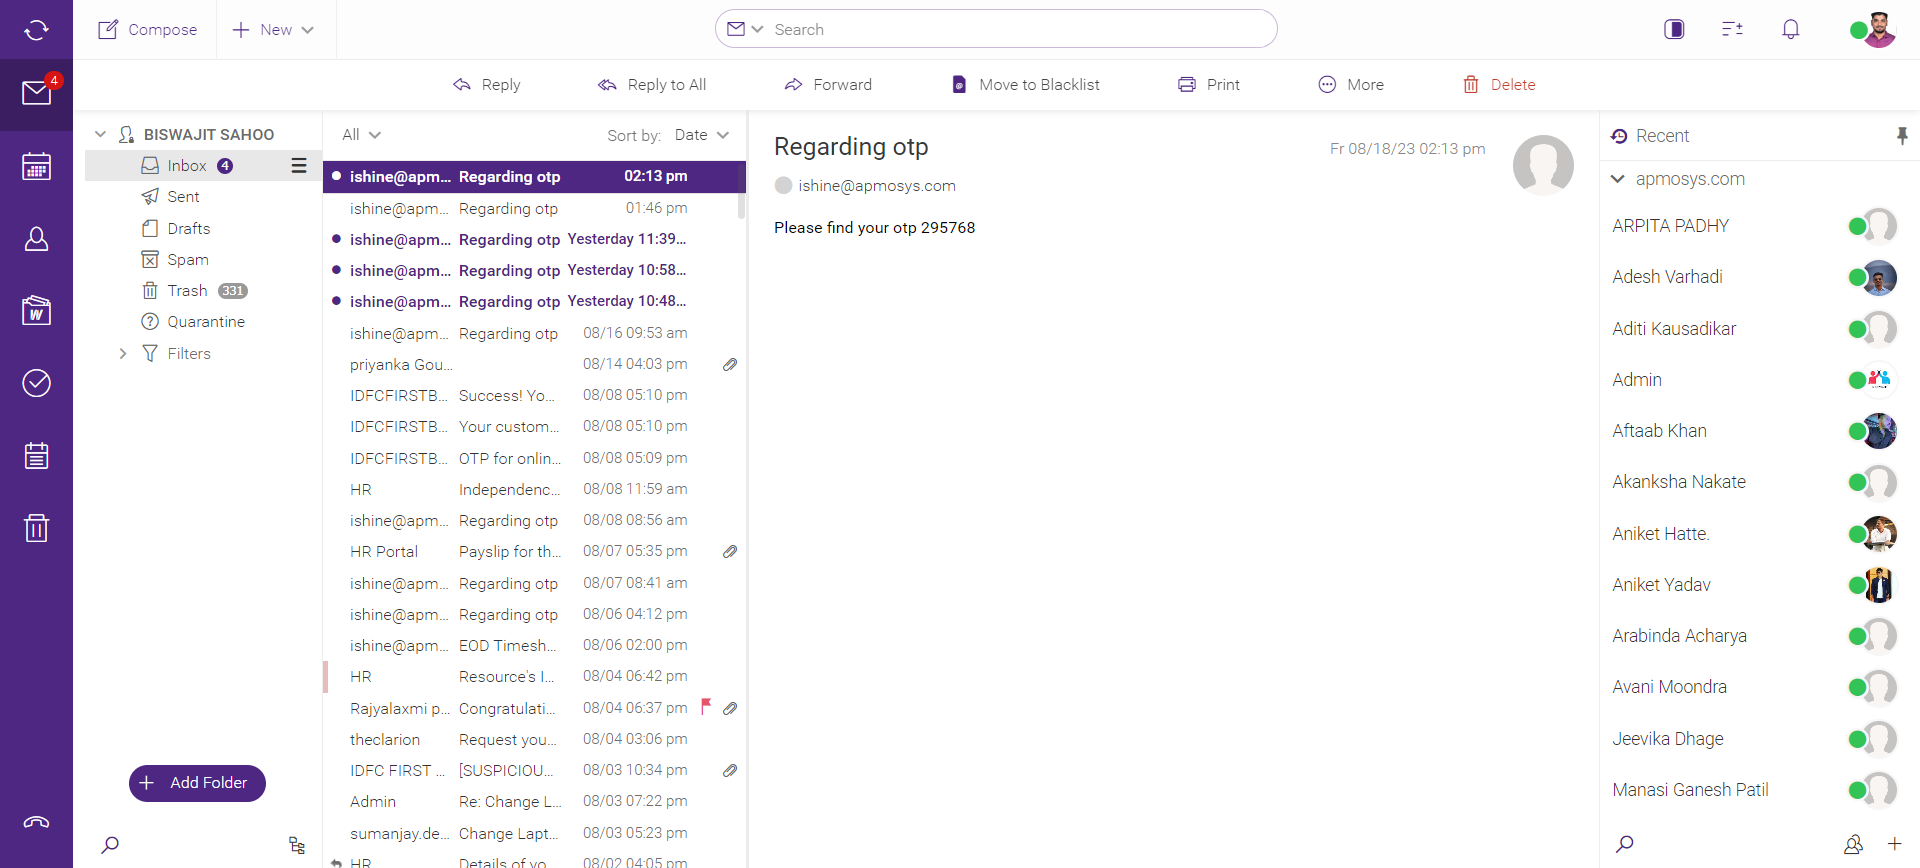 Compose
New
Search
4
Reply
Reply to All
Forward
Move to Blacklist
Print
More
Delete
BISWAJIT SAHOO
Inbox 4
Sent
Drafts
Spam
Trash 331
Quarantine
Filters
Add Folder
All Sort by: Date
ishine@apm... Regarding otp 02:13 pm
ishine@apm... Regarding otp 01:46 pm
ishine@apm... Regarding otp Yesterday 11:39...
ishine@apm... Regarding otp Yesterday 10:58...
ishine@apm... Regarding otp Yesterday 10:48...
ishine@apm... Regarding otp 08/16 09:53 am
priyanka Gou... 08/14 04:03 pm
IDFCFIRSTB... Success! Yo... 08/08 05:10 pm
IDFCFIRSTB... Your custom... 08/08 05:10 pm
IDFCFIRSTB... OTP for onlin... 08/08 05:09 pm
HR Independenc... 08/08 11:59 am
ishine@apm... Regarding otp 08/08 08:56 am
HR Portal Payslip for th... 08/07 05:35 pm
ishine@apm... Regarding otp 08/07 08:41 am
ishine@apm... Regarding otp 08/06 04:12 pm
ishine@apm... EOD Timesh... 08/06 02:00 pm
HR Resource's I... 08/04 06:42 pm
Rajyalaxmi p... Congratulati... 08/04 06:37 pm
theclarion Request you... 08/04 03:06 pm
IDFC FIRST ... [SUSPICIOU... 08/03 10:34 pm
Admin Re: Change L... 08/03 07:22 pm
sumanjay.de... Change Lapt... 08/03 05:23 pm
HR Details of yo... 08/02 04:05 pm
Regarding otp
Fr 08/18/23 02:13 pm
ishine@apmosys.com
Please find your otp 295768
Recent
apmosys.com
ARPITA PADHY
Adesh Varhadi
Aditi Kausadikar
Admin
Aftaab Khan
Akanksha Nakate
Aniket Hatte.
Aniket Yadav
Arabinda Acharya
Avani Moondra
Jeevika Dhage
Manasi Ganesh Patil